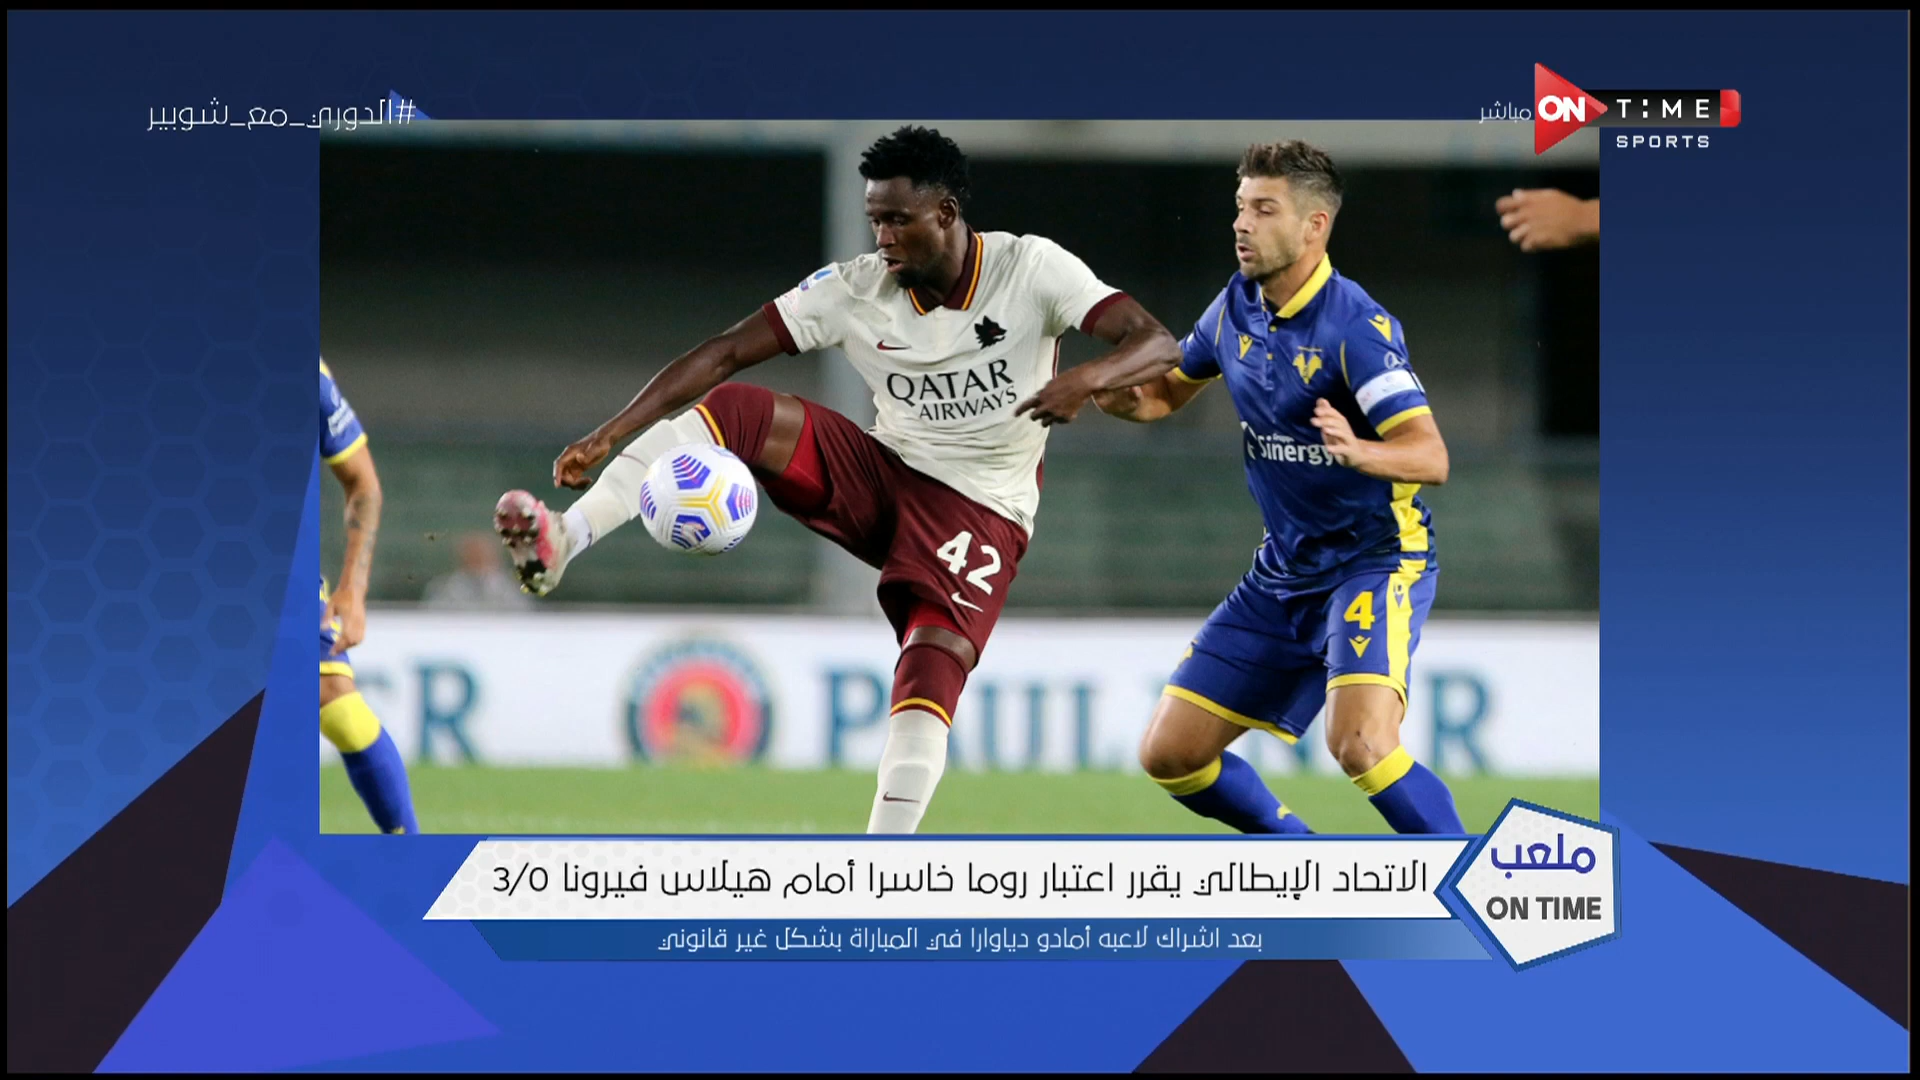 #الدوري_مع_شوبير
مباشر
ON TIME
SPORTS
QATAR
AIRWAYS
42
Sinergy
4
PAUL
الاتحاد الإيطالي يقرر اعتبار روما خاسرا أمام هيلاس فيرونا 3/0
بعد اشراك لاعبه أمادو دياوارا في المباراة بشكل غير قانوني
ملعب
ON TIME